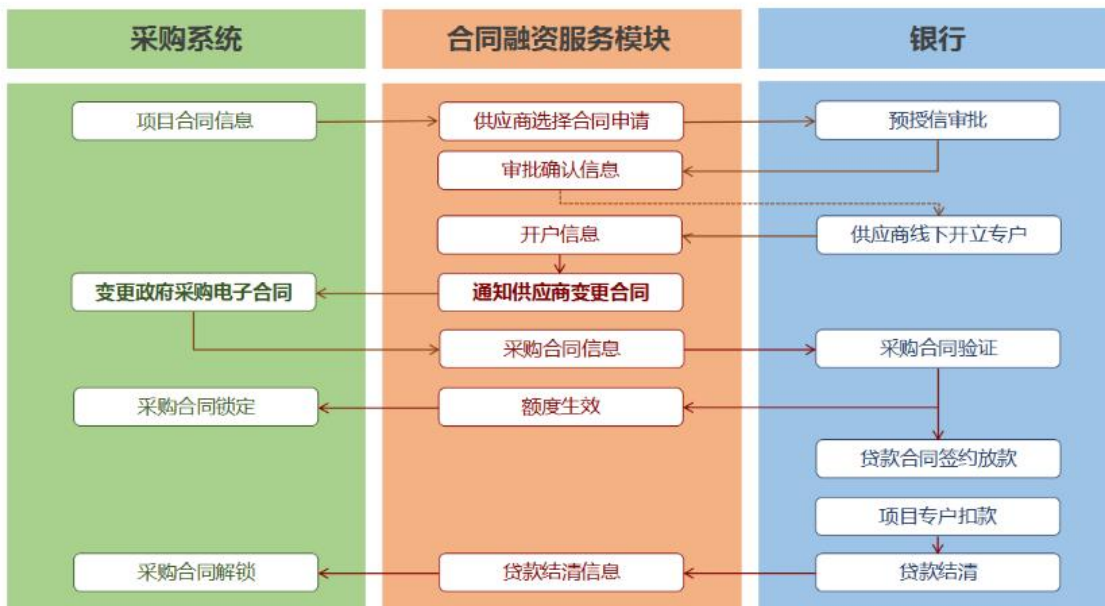 采购系统
合同融资服务模块
银行
项目合同信息
供应商选择合同申请
预授信审批
审批确认信息
开户信息
供应商线下开立专户
变更政府采购电子合同
通知供应商变更合同
采购合同信息
采购合同验证
采购合同锁定
额度生效
贷款合同签约放款
项目专户扣款
采购合同解锁
贷款结清信息
贷款结清